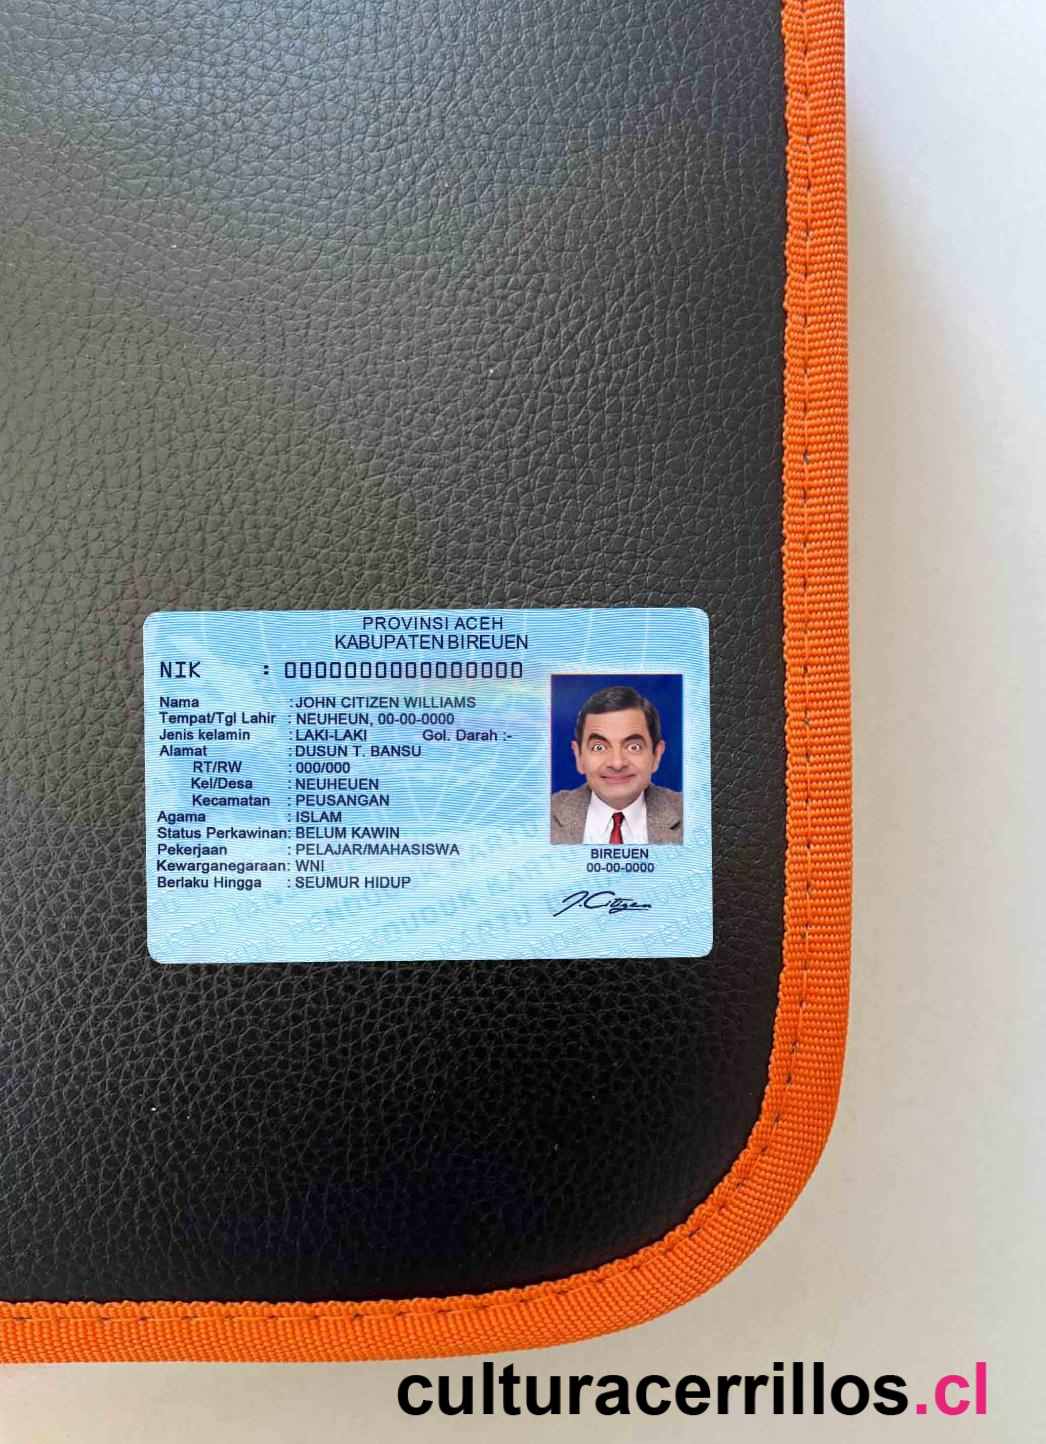 PROVINSI ACEH
KABUPATEN BIREUEN
NIK : 0000000000000000
Nama : JOHN CITIZEN WILLIAMS
Tempat/Tgl Lahir : NEUHEUN, 00-00-0000
Jenis kelamin : LAKI-LAKI Gol. Darah :-
Alamat : DUSUN T. BANSU
RT/RW : 000/000
Kel/Desa : NEUHEUEN
Kecamatan : PEUSANGAN
Agama : ISLAM
Status Perkawinan: BELUM KAWIN
Pekerjaan : PELAJAR/MAHASISWA
Kewarganegaraan: WNI
Berlaku Hingga : SEUMUR HIDUP
BIREUEN
00-00-0000
J.Citizen
culturacerrillos.cl